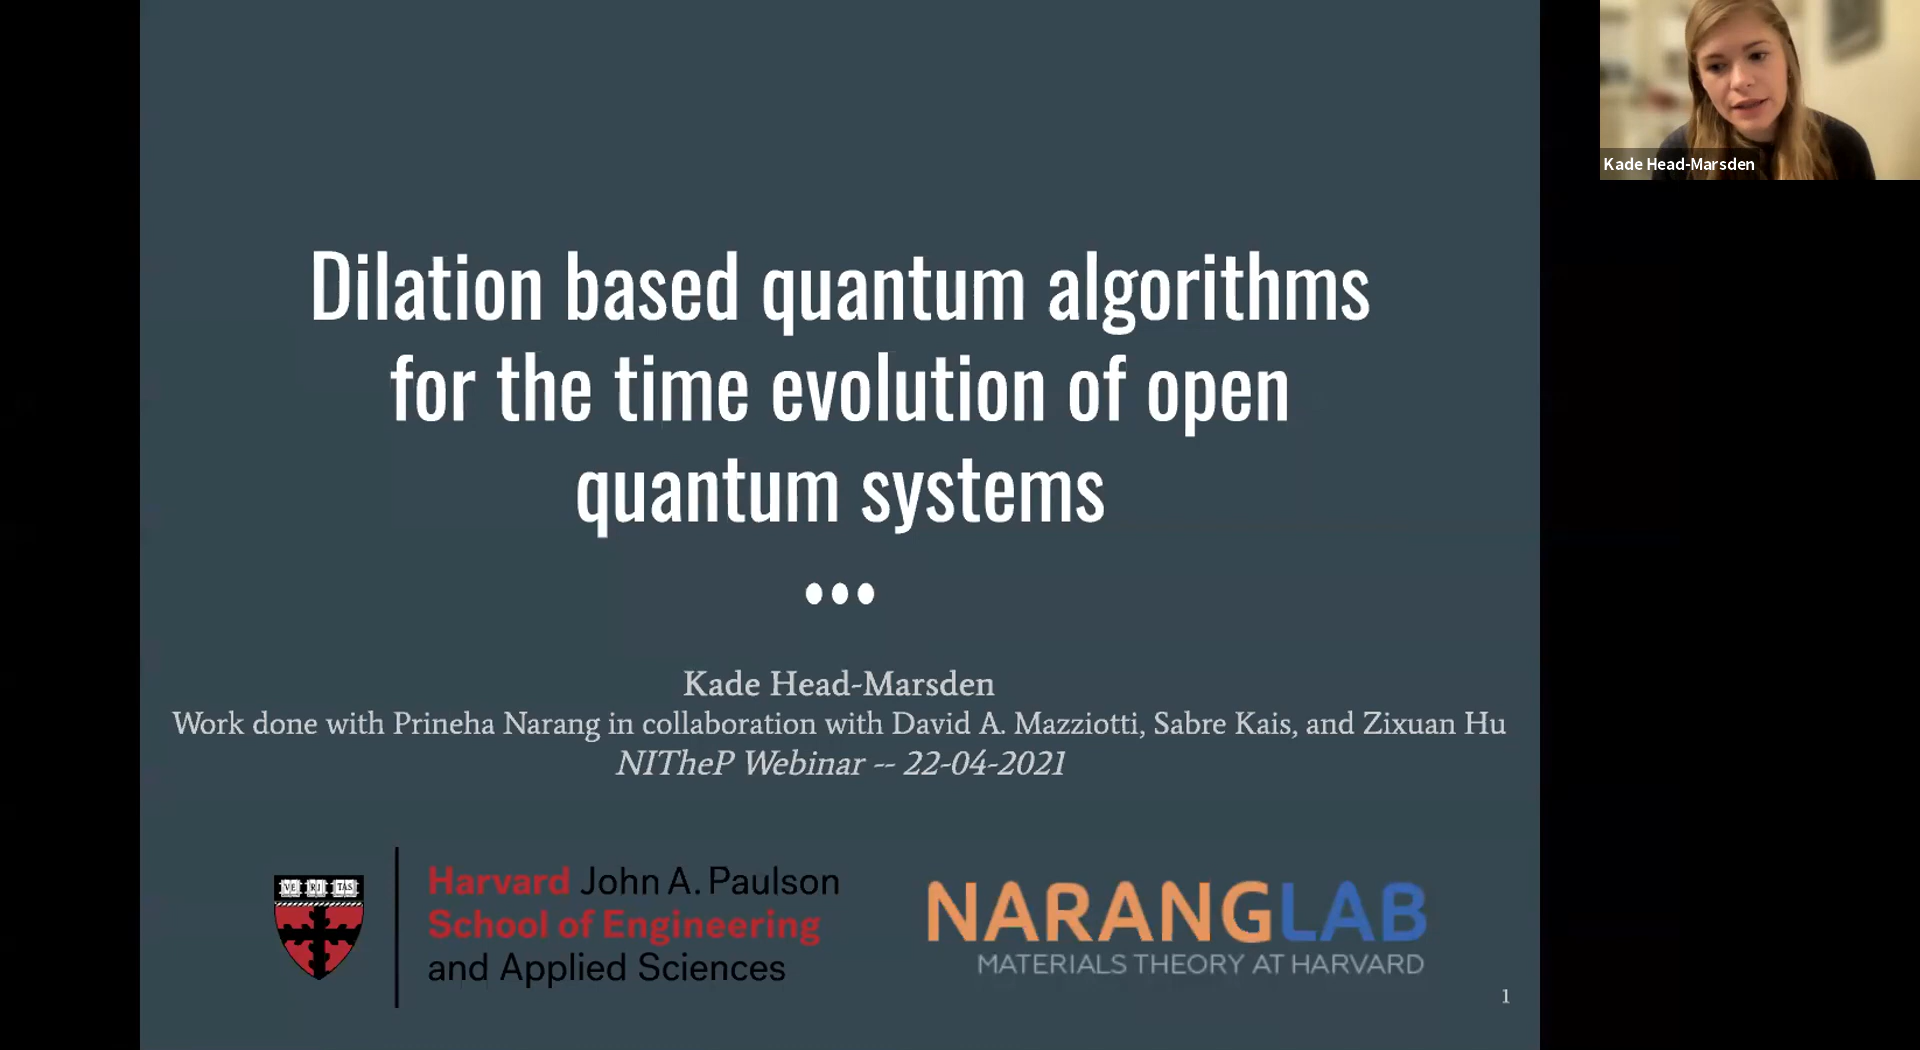 Kade Head-Marsden
Dilation based quantum algorithms
for the time evolution of open
quantum systems
Kade Head-Marsden
Work done with Prineha Narang in collaboration with David A. Mazziotti, Sabre Kais, and Zixuan Hu
NITheP Webinar -- 22-04-2021
VE RI TAS
Harvard John A. Paulson
School of Engineering
and Applied Sciences
NARANGLAB
MATERIALS THEORY AT HARVARD
1